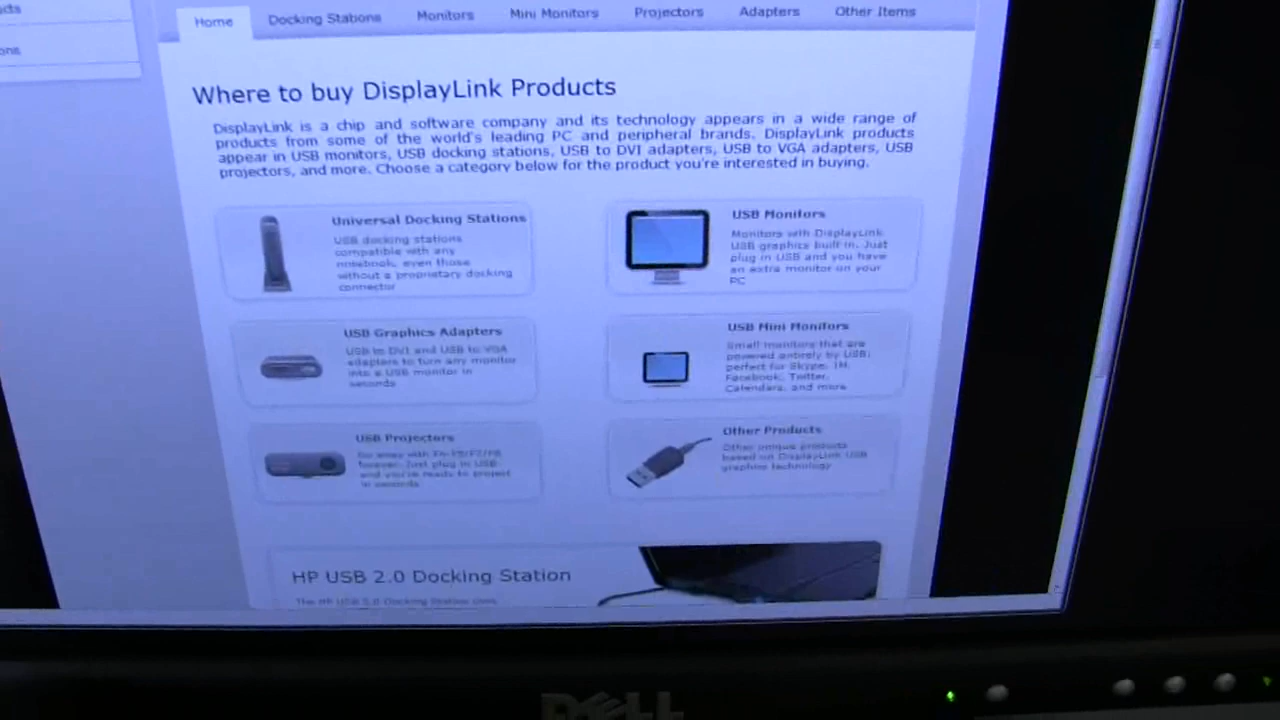 Home Docking Stations Monitors Mini Monitors Projectors Adapters Other Items
Where to buy DisplayLink Products
DisplayLink is a chip and software company and its technology appears in a wide range of
products from some of the world's leading PC and peripheral brands. DisplayLink products
appear in USB monitors, USB docking stations, USB to DVI adapters, USB to VGA adapters, USB
projectors, and more. Choose a category below for the product you're interested in buying.
Universal Docking Stations
USB docking stations
compatible with any
notebook, even those
without a proprietary docking
connector
USB Monitors
Monitors with DisplayLink
USB graphics built in. Just
plug in USB and you have
an extra monitor on your
PC
USB Graphics Adapters
USB to DVI and USB to VGA
adapters to turn any monitor
into a USB monitor in
seconds
USB Mini Monitors
Small monitors that are
powered entirely by USB;
perfect for Skype, IM,
Facebook, Twitter,
Calendars, and more
USB Projectors
away with
forever. Just plug in USB
and you're ready to project
in seconds
Other Products
Other unique products
based on DisplayLink USB
graphics technology
HP USB 2.0 Docking Station
The HP USB 2.0 Docking Station
DELL